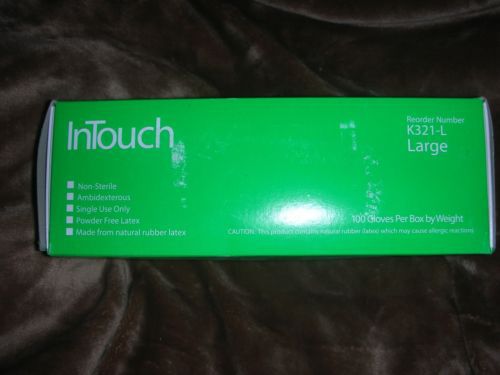 InTouch
Reorder Number
K321-L
Large
Non-Sterile
Ambidexterous
Single Use Only
Powder Free Latex
Made from natural rubber latex
100 Gloves Per Box by Weight
CAUTION: This product contains natural rubber (latex) which may cause allergic reactions